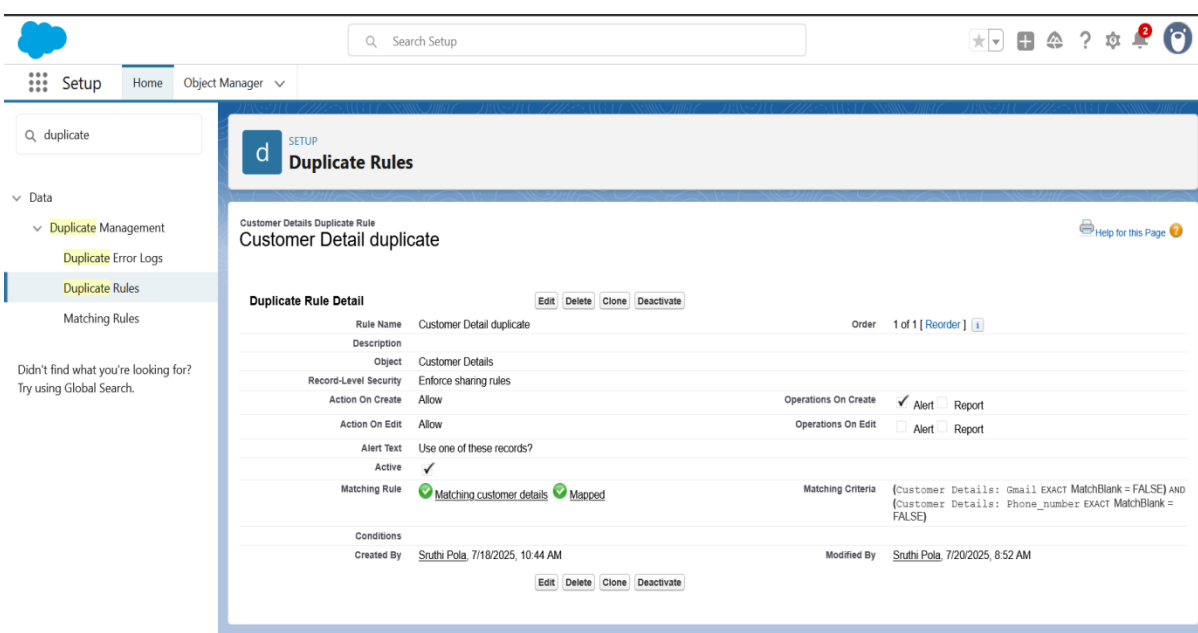 Search Setup
2
Setup
Home
Object Manager
duplicate
Data
Duplicate Management
Duplicate Error Logs
Duplicate Rules
Matching Rules
Didn't find what you're looking for?
Try using Global Search.
d
SETUP
Duplicate Rules
Customer Details Duplicate Rule
Customer Detail duplicate
Help for this Page ?
Duplicate Rule Detail
Edit Delete Clone Deactivate
Rule Name Customer Detail duplicate Order 1 of 1 [ Reorder ] i
Description
Object Customer Details
Record-Level Security Enforce sharing rules
Action On Create Allow Operations On Create Alert Report
Action On Edit Allow Operations On Edit Alert Report
Alert Text Use one of these records?
Active
Matching Rule Matching customer details Mapped Matching Criteria (Customer Details: Gmail EXACT MatchBlank = FALSE) AND
(Customer Details: Phone_number EXACT MatchBlank =
FALSE)
Conditions
Created By Sruthi Pola, 7/18/2025, 10:44 AM Modified By Sruthi Pola, 7/20/2025, 8:52 AM
Edit Delete Clone Deactivate